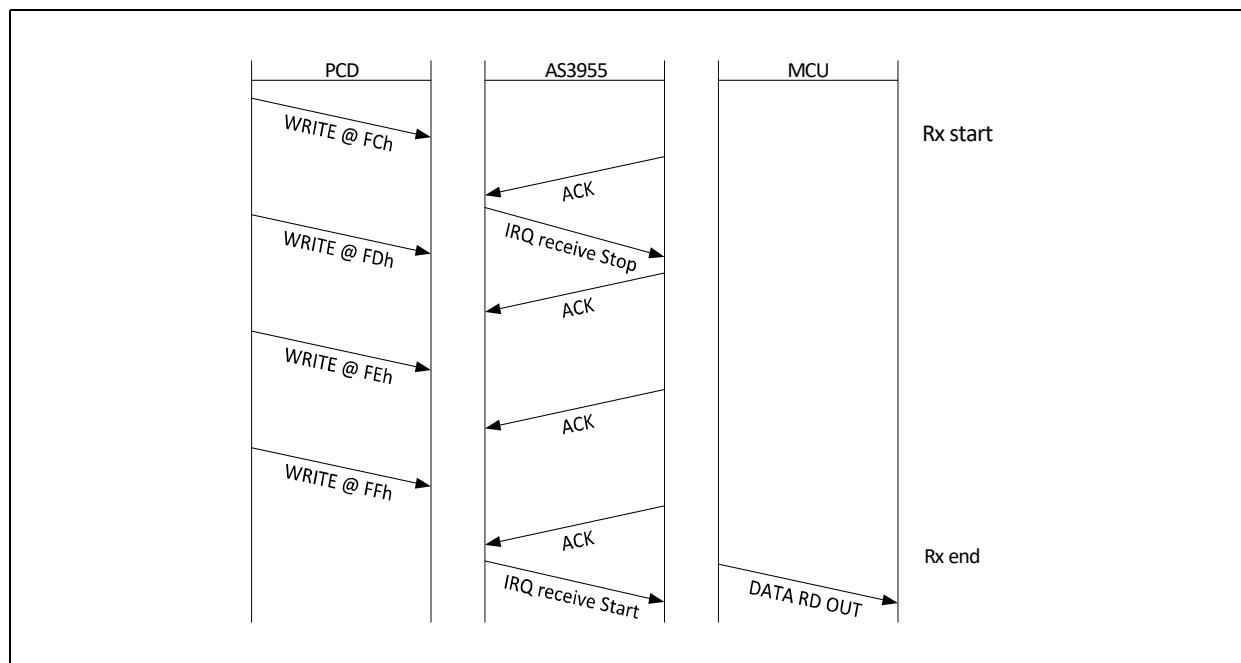 PCD
AS3955
MCU
WRITE @ FCh
Rx start
ACK
IRQ receive Stop
WRITE @ FDh
ACK
WRITE @ FEh
ACK
WRITE @ FFh
ACK
Rx end
IRQ receive Start
DATA RD OUT